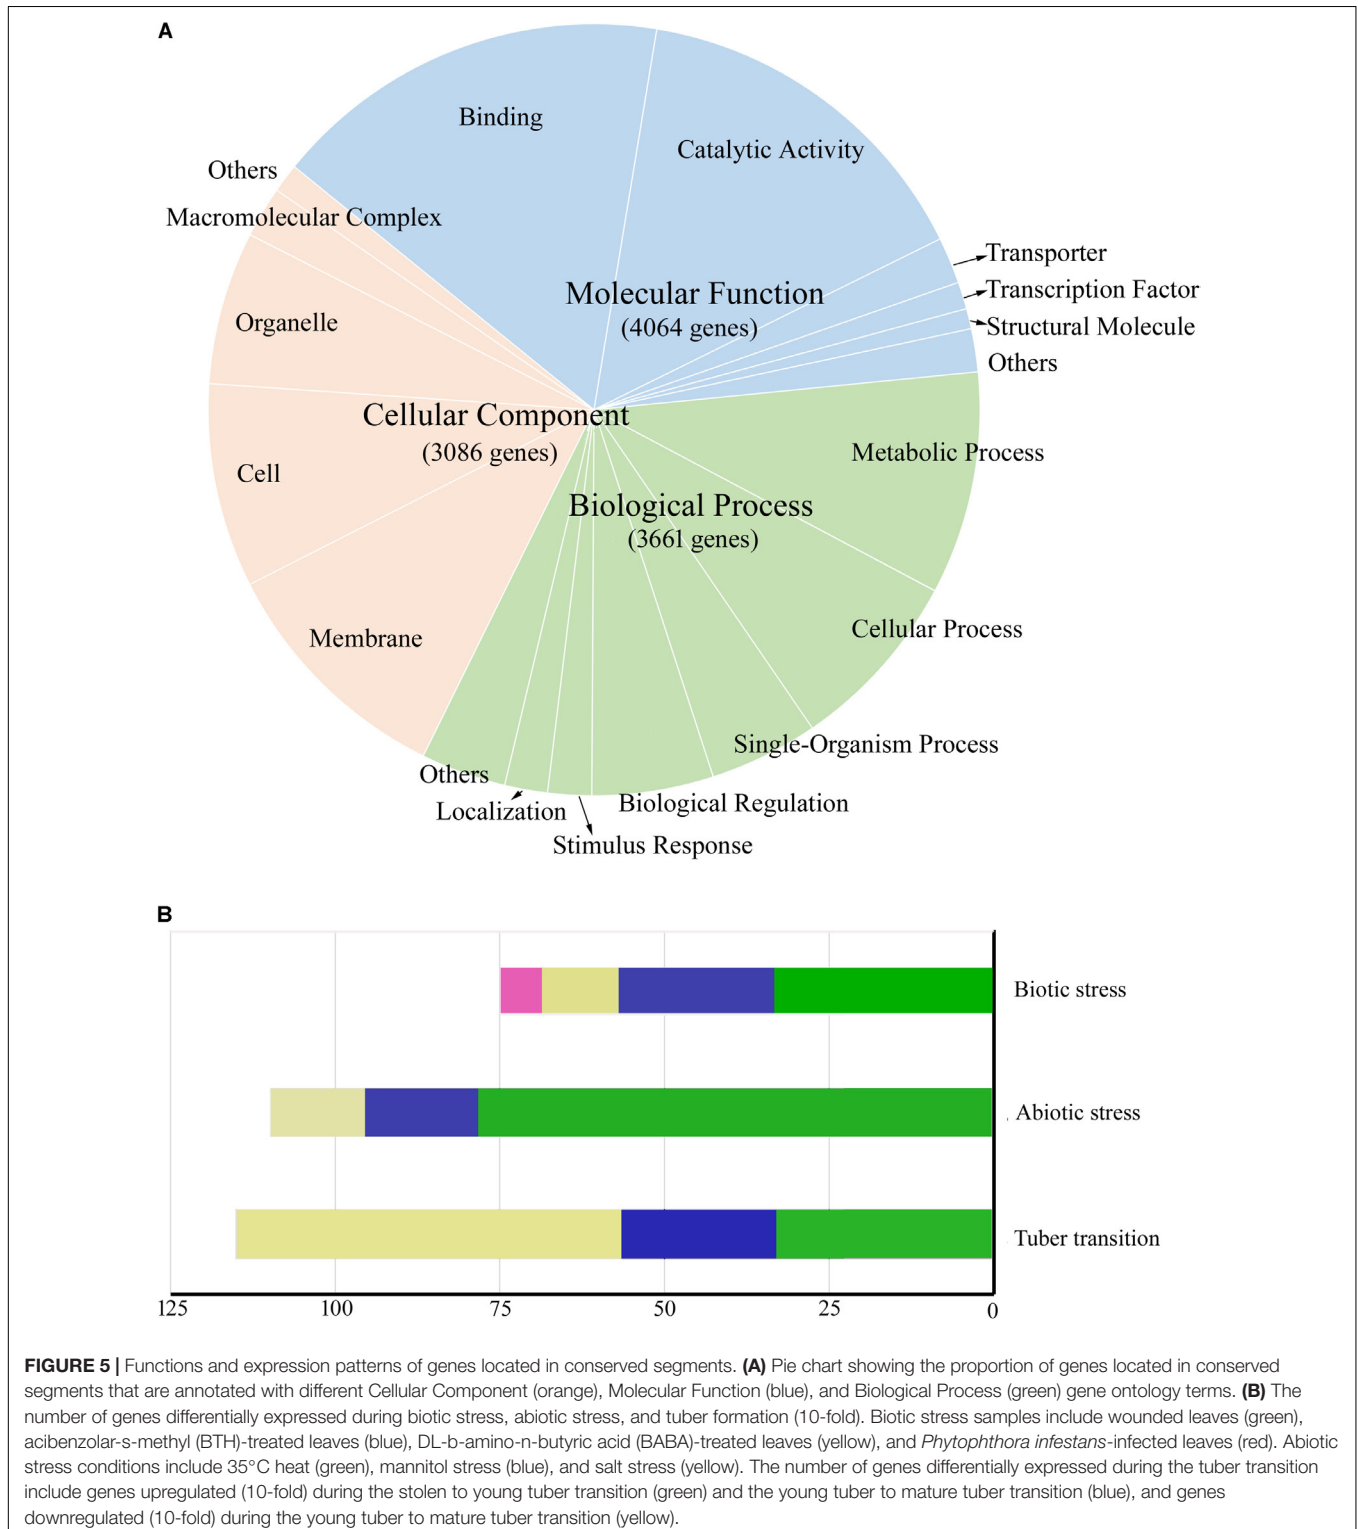 A
Binding
Catalytic Activity
Others
Macromolecular Complex
Transporter
Molecular Function
Transcription Factor
(4064 genes)
Structural Molecule
Organelle
Others
Cellular Component
(3086 genes)
Metabolic Process
Cell
Biological Process
(3661 genes)
Membrane
Cellular Process
Single-Organism Process
Others
Localization
Biological Regulation
Stimulus Response
B
Biotic stress
Abiotic stress
Tuber transition
125 100 75 50 25 0
FIGURE 5 | Functions and expression patterns of genes located in conserved segments. (A) Pie chart showing the proportion of genes located in conserved
segments that are annotated with different Cellular Component (orange), Molecular Function (blue), and Biological Process (green) gene ontology terms. (B) The
number of genes differentially expressed during biotic stress, abiotic stress, and tuber formation (10-fold). Biotic stress samples include wounded leaves (green),
acibenzolar-s-methyl (BTH)-treated leaves (blue), DL-b-amino-n-butyric acid (BABA)-treated leaves (yellow), and Phytophthora infestans-infected leaves (red). Abiotic
stress conditions include 35°C heat (green), mannitol stress (blue), and salt stress (yellow). The number of genes differentially expressed during the tuber transition
include genes upregulated (10-fold) during the stolen to young tuber transition (green) and the young tuber to mature tuber transition (blue), and genes
downregulated (10-fold) during the young tuber to mature tuber transition (yellow).